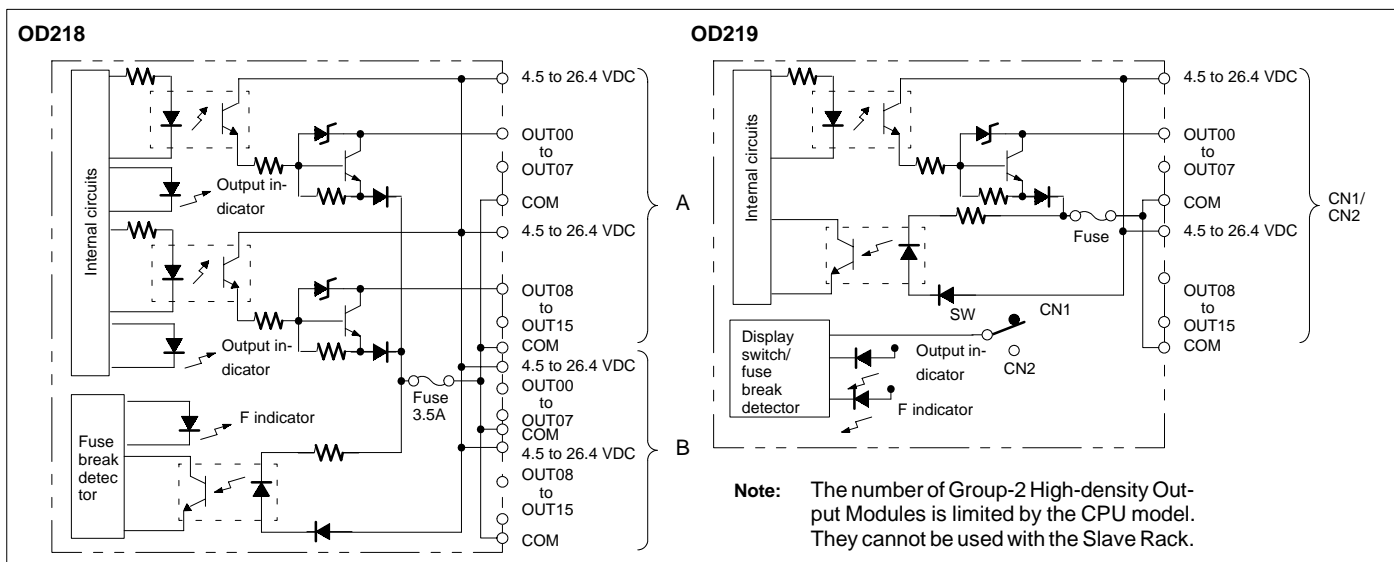 OD218
Internal circuits
Output in-
dicator
Output in-
dicator
Fuse
break
detec
tor
F indicator
Fuse
3.5A
4.5 to 26.4 VDC
OUT00
to
OUT07
COM
4.5 to 26.4 VDC
OUT08
to
OUT15
COM
4.5 to 26.4 VDC
OUT00
to
OUT07
COM
4.5 to 26.4 VDC
OUT08
to
OUT15
COM
A
B
OD219
Internal circuits
Fuse
SW
CN1
CN2
Display
switch/
fuse
break
detector
Output in-
dicator
F indicator
4.5 to 26.4 VDC
OUT00
to
OUT07
COM
4.5 to 26.4 VDC
OUT08
to
OUT15
COM
CN1/
CN2
Note: The number of Group-2 High-density Out-
put Modules is limited by the CPU model.
They cannot be used with the Slave Rack.